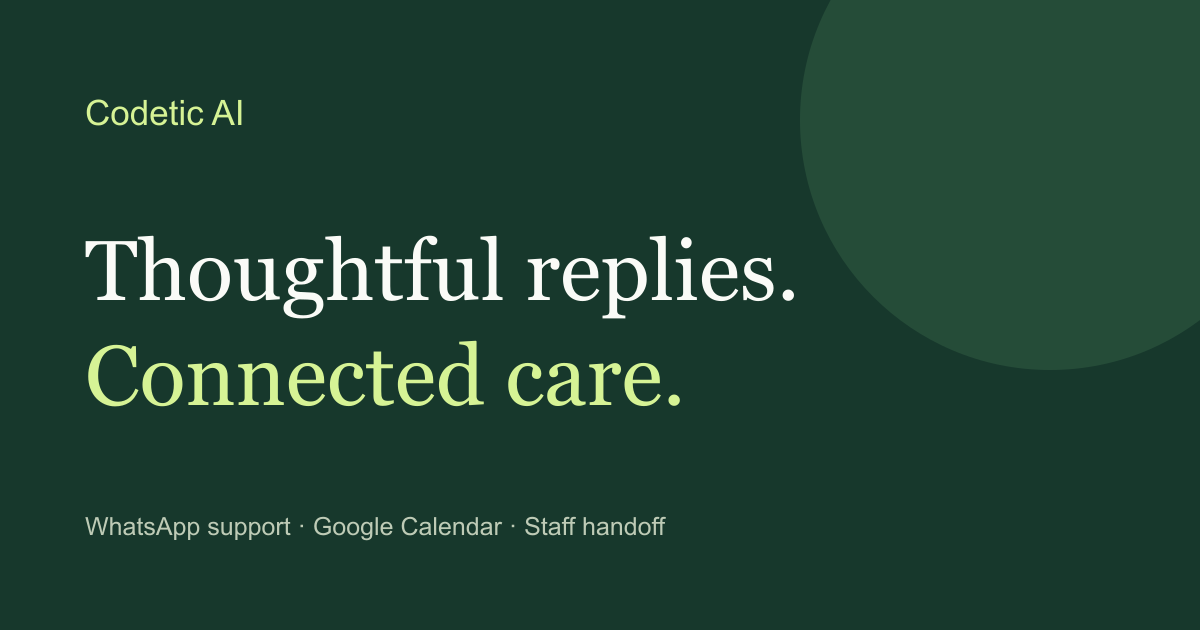 Codetic AI
Thoughtful replies.
Connected care.
WhatsApp support · Google Calendar · Staff handoff